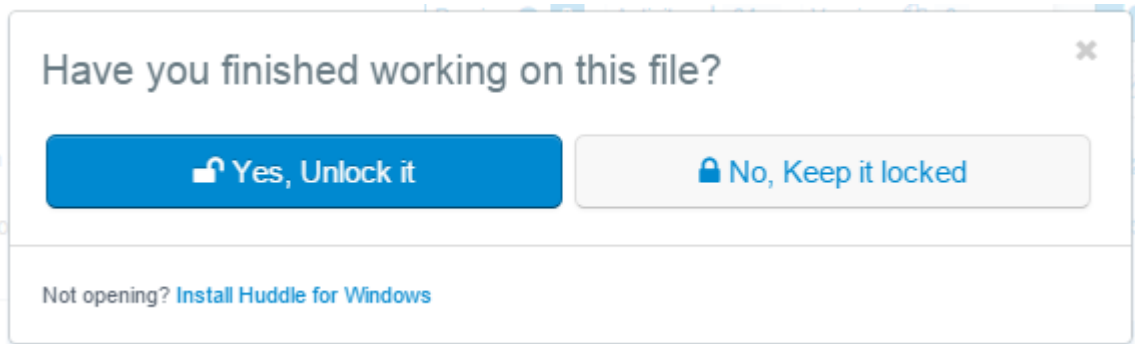 Have you finished working on this file?
Yes, Unlock it
No, Keep it locked
Not opening? Install Huddle for Windows